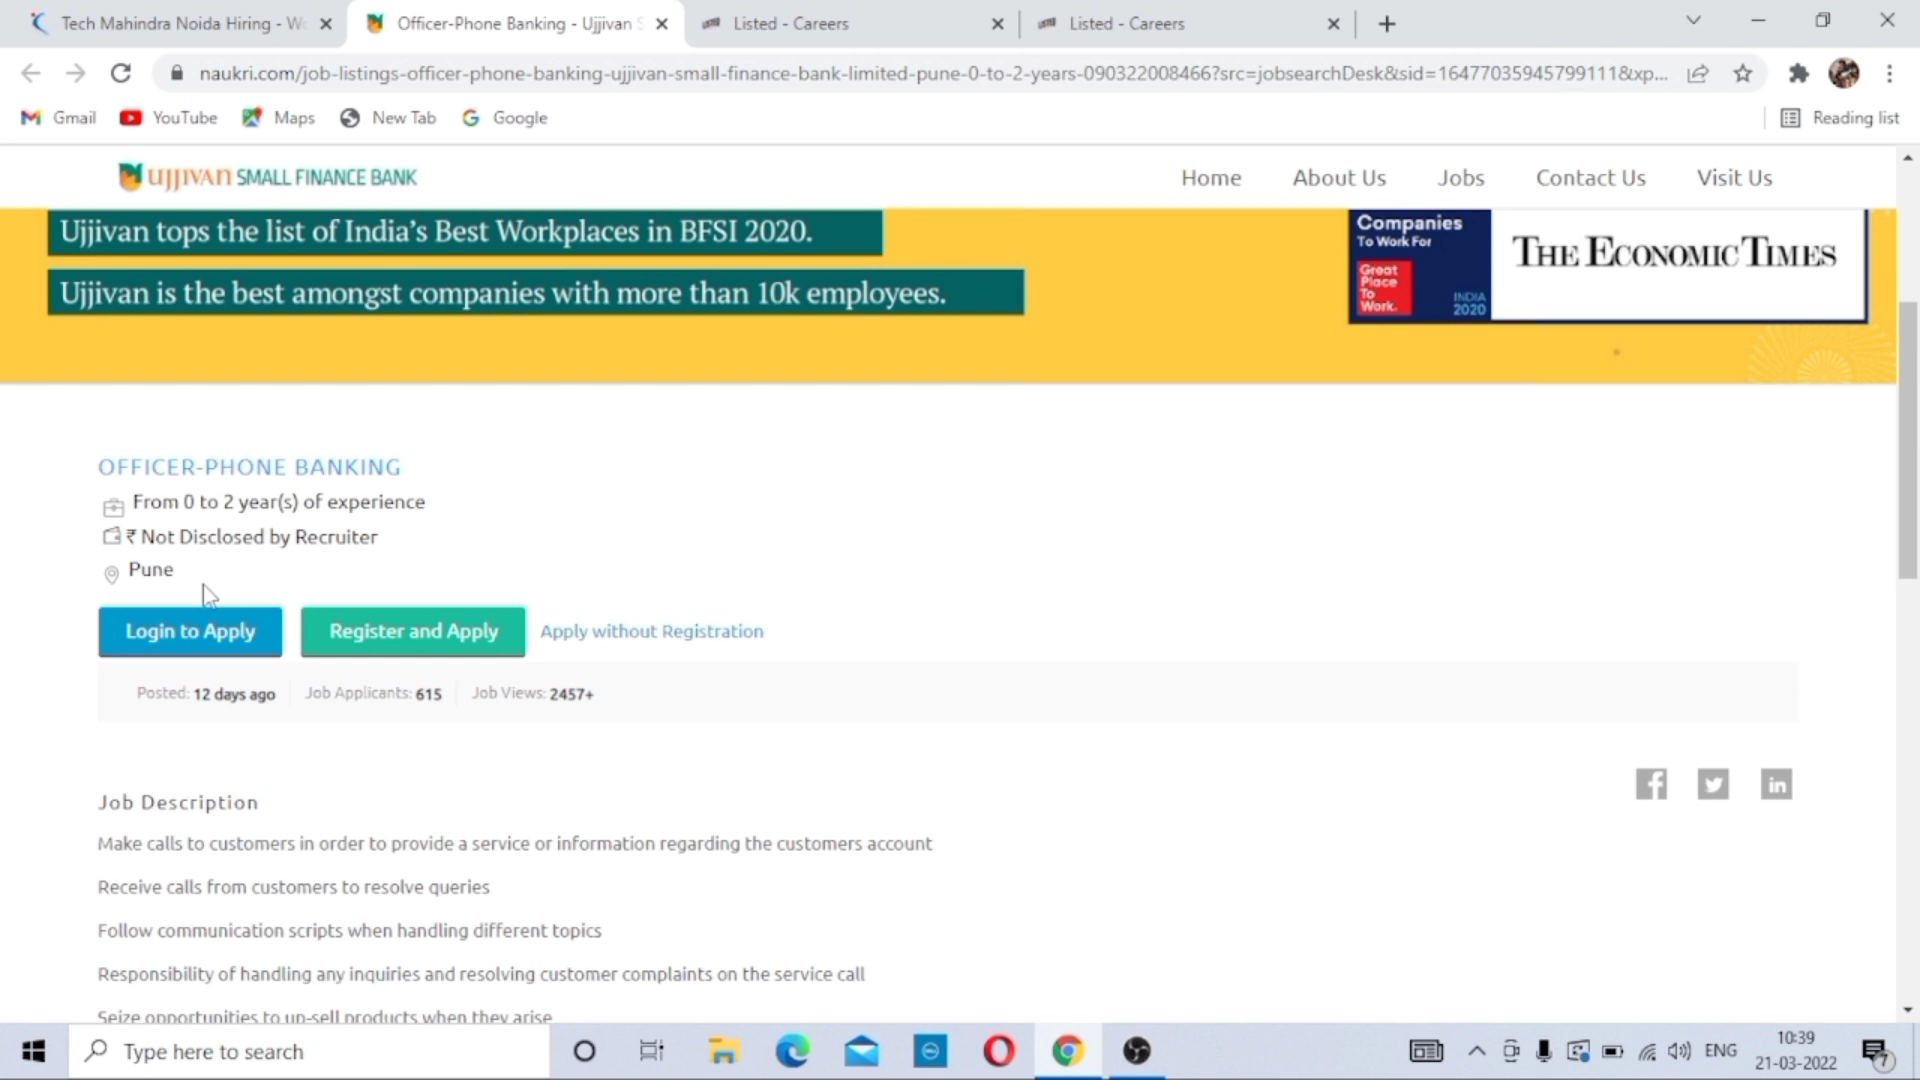 Tech Mahindra Noida Hiring - Wo
Officer-Phone Banking - Ujjivan S
Listed - Careers
Listed - Careers
naukri.com/job-listings-officer-phone-banking-ujjivan-small-finance-bank-limited-pune-0-to-2-years-090322008466?src=jobsearchDesk&sid=16477035945799111&xp...
Gmail YouTube Maps New Tab Google Reading list
UJJIVAN SMALL FINANCE BANK
Home About Us Jobs Contact Us Visit Us
Ujjivan tops the list of India's Best Workplaces in BFSI 2020.
Ujjivan is the best amongst companies with more than 10k employees.
Companies
To Work For
Great
Place
To
Work.
INDIA
2020
THE ECONOMIC TIMES
OFFICER-PHONE BANKING
From 0 to 2 year(s) of experience
₹ Not Disclosed by Recruiter
Pune
Login to Apply Register and Apply Apply without Registration
Posted: 12 days ago Job Applicants: 615 Job Views: 2457+
Job Description
Make calls to customers in order to provide a service or information regarding the customers account
Receive calls from customers to resolve queries
Follow communication scripts when handling different topics
Responsibility of handling any inquiries and resolving customer complaints on the service call
Seize opportunities to up-sell products when they arise
Type here to search
ENG
10:39
21-03-2022
7